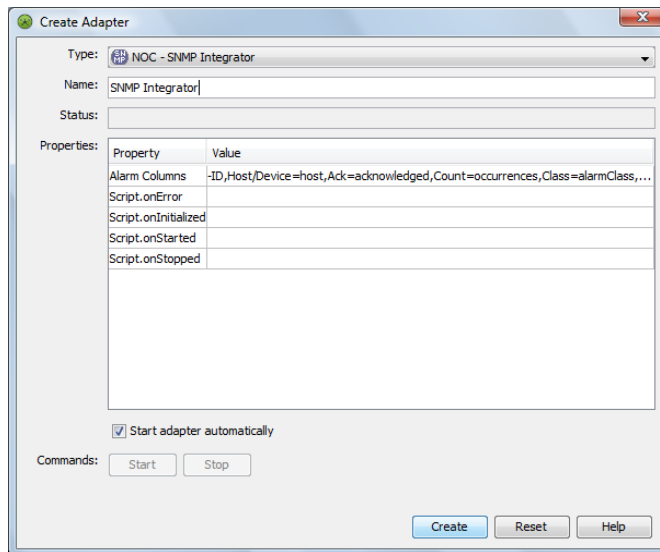 Create Adapter
Type: SNMP NOC - SNMP Integrator
Name: SNMP Integrator
Status:
Properties:
Property Value
Alarm Columns -ID,Host/Device=host,Ack=acknowledged,Count=occurrences,Class=alarmClass,...
Script.onError
Script.onInitialized
Script.onStarted
Script.onStopped
Start adapter automatically
Commands: Start Stop
Create Reset Help